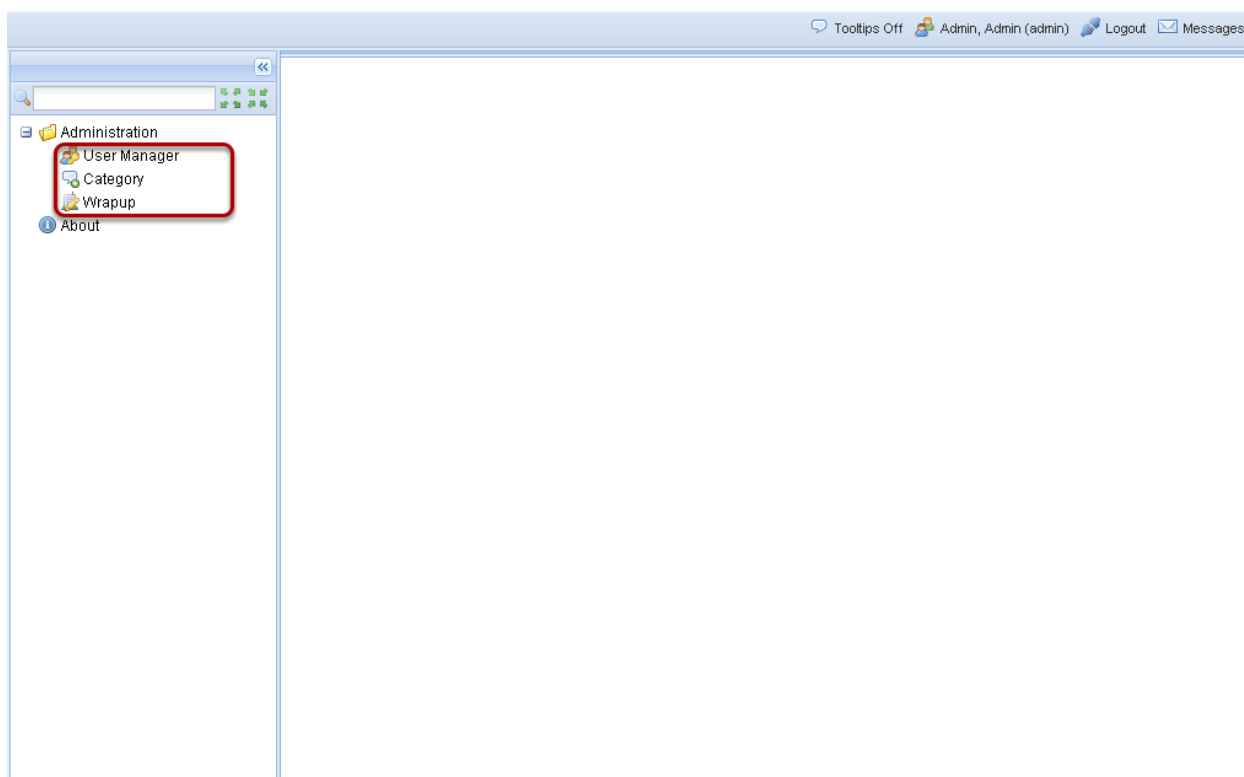 Tooltips Off Admin, Admin (admin) Logout Messages
Administration
User Manager
Category
Wrapup
About